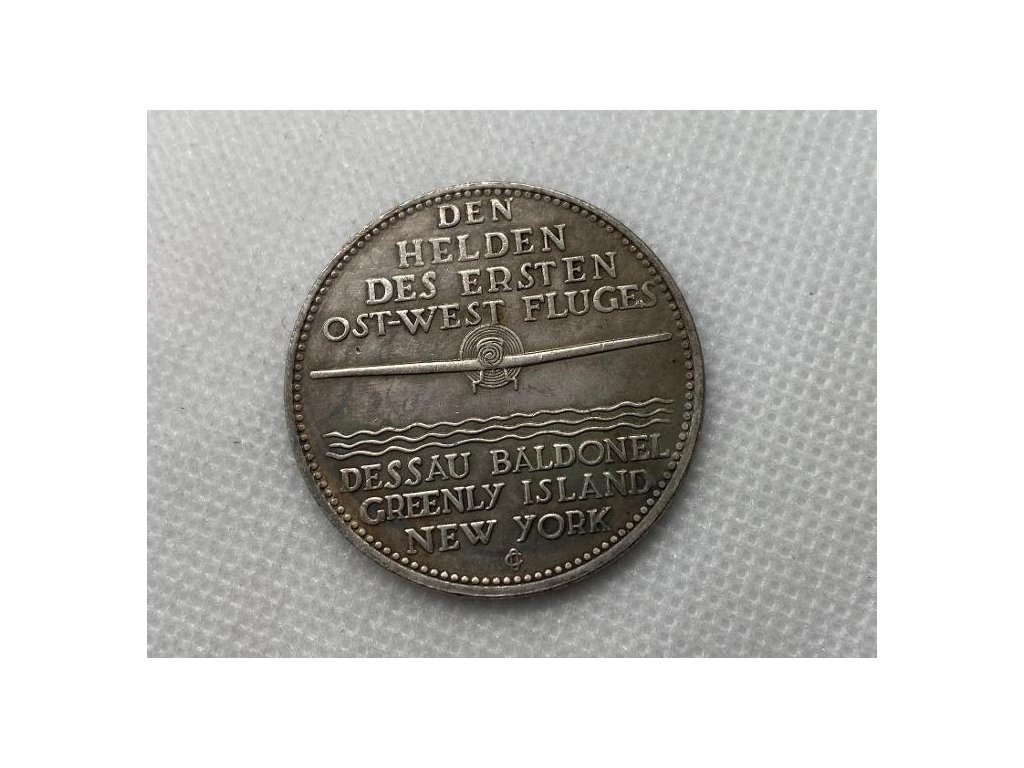 DEN
HELDEN
DES ERSTEN
OST-WEST FLUGES
DESSAU BALDONEL
GREENLY ISLAND
NEW YORK